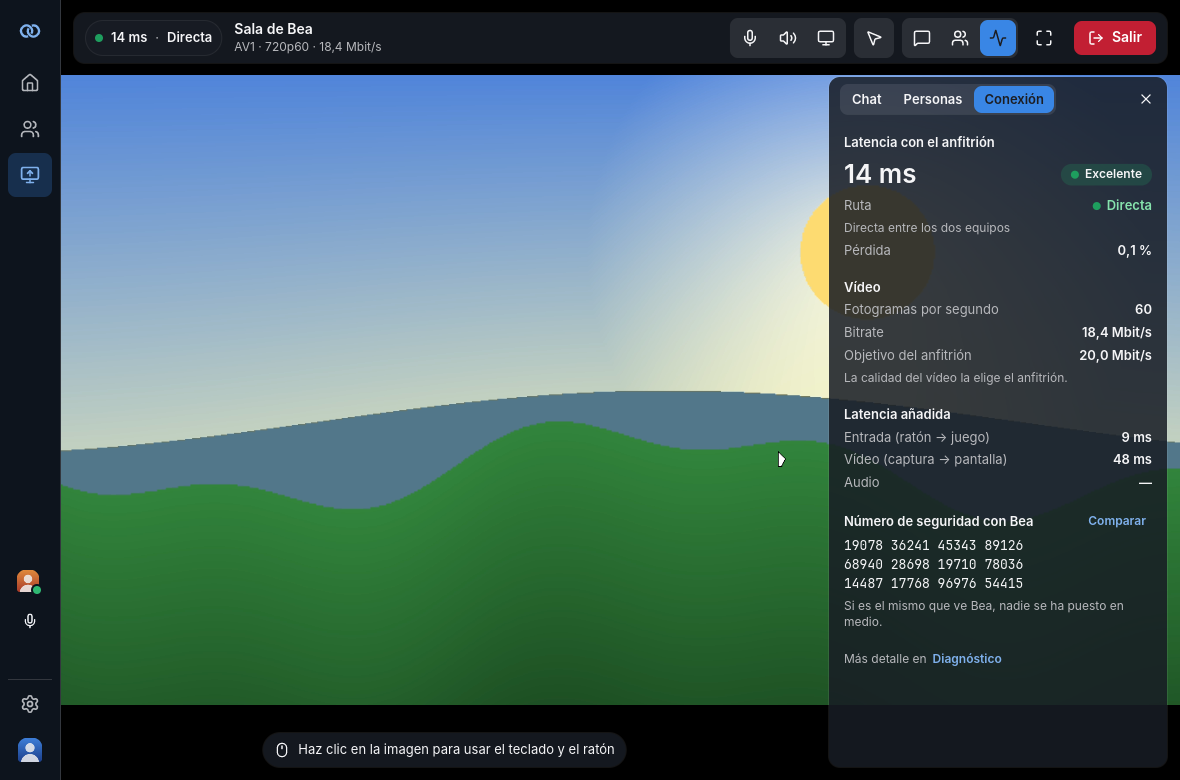 14 ms · Directa
Sala de Bea
AV1 · 720p60 · 18,4 Mbit/s
Salir
Chat
Personas
Conexión
Latencia con el anfitrión
14 ms
Excelente
Ruta
Directa
Directa entre los dos equipos
Pérdida
0,1 %
Vídeo
Fotogramas por segundo
60
Bitrate
18,4 Mbit/s
Objetivo del anfitrión
20,0 Mbit/s
La calidad del vídeo la elige el anfitrión.
Latencia añadida
Entrada (ratón → juego)
9 ms
Vídeo (captura → pantalla)
48 ms
Audio
—
Número de seguridad con Bea
Comparar
19078 36241 45343 89126
68940 28698 19710 78036
14487 17768 96976 54415
Si es el mismo que ve Bea, nadie se ha puesto en
medio.
Más detalle en Diagnóstico
Haz clic en la imagen para usar el teclado y el ratón